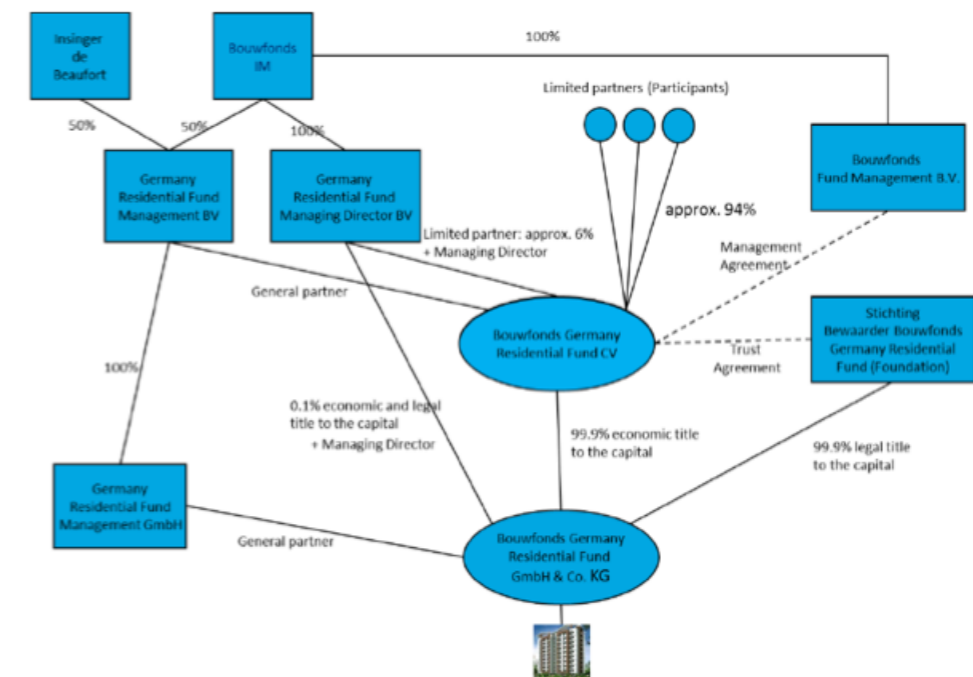 Insinger
de
Beaufort
Bouwfonds
IM
100%
Limited partners (Participants)
50%
50%
100%
Germany
Residential Fund
Management BV
Germany
Residential Fund
Managing Director BV
Bouwfonds
Fund Management B.V.
approx. 94%
Limited partner: approx. 6%
+ Managing Director
Management
Agreement
General partner
Bouwfonds Germany
Residential Fund CV
Stichting
Bewaarder Bouwfonds
Germany Residential
Fund (Foundation)
Trust
Agreement
100%
0.1% economic and legal
title to the capital
+ Managing Director
99.9% economic title
to the capital
99.9% legal title
to the capital
Germany
Residential Fund
Management GmbH
General partner
Bouwfonds Germany
Residential Fund
GmbH & Co. KG